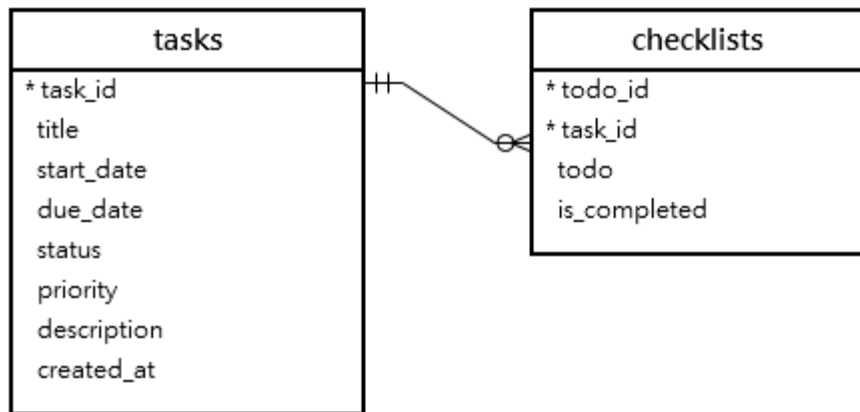 tasks
* task_id
title
start_date
due_date
status
priority
description
created_at
checklists
* todo_id
* task_id
todo
is_completed